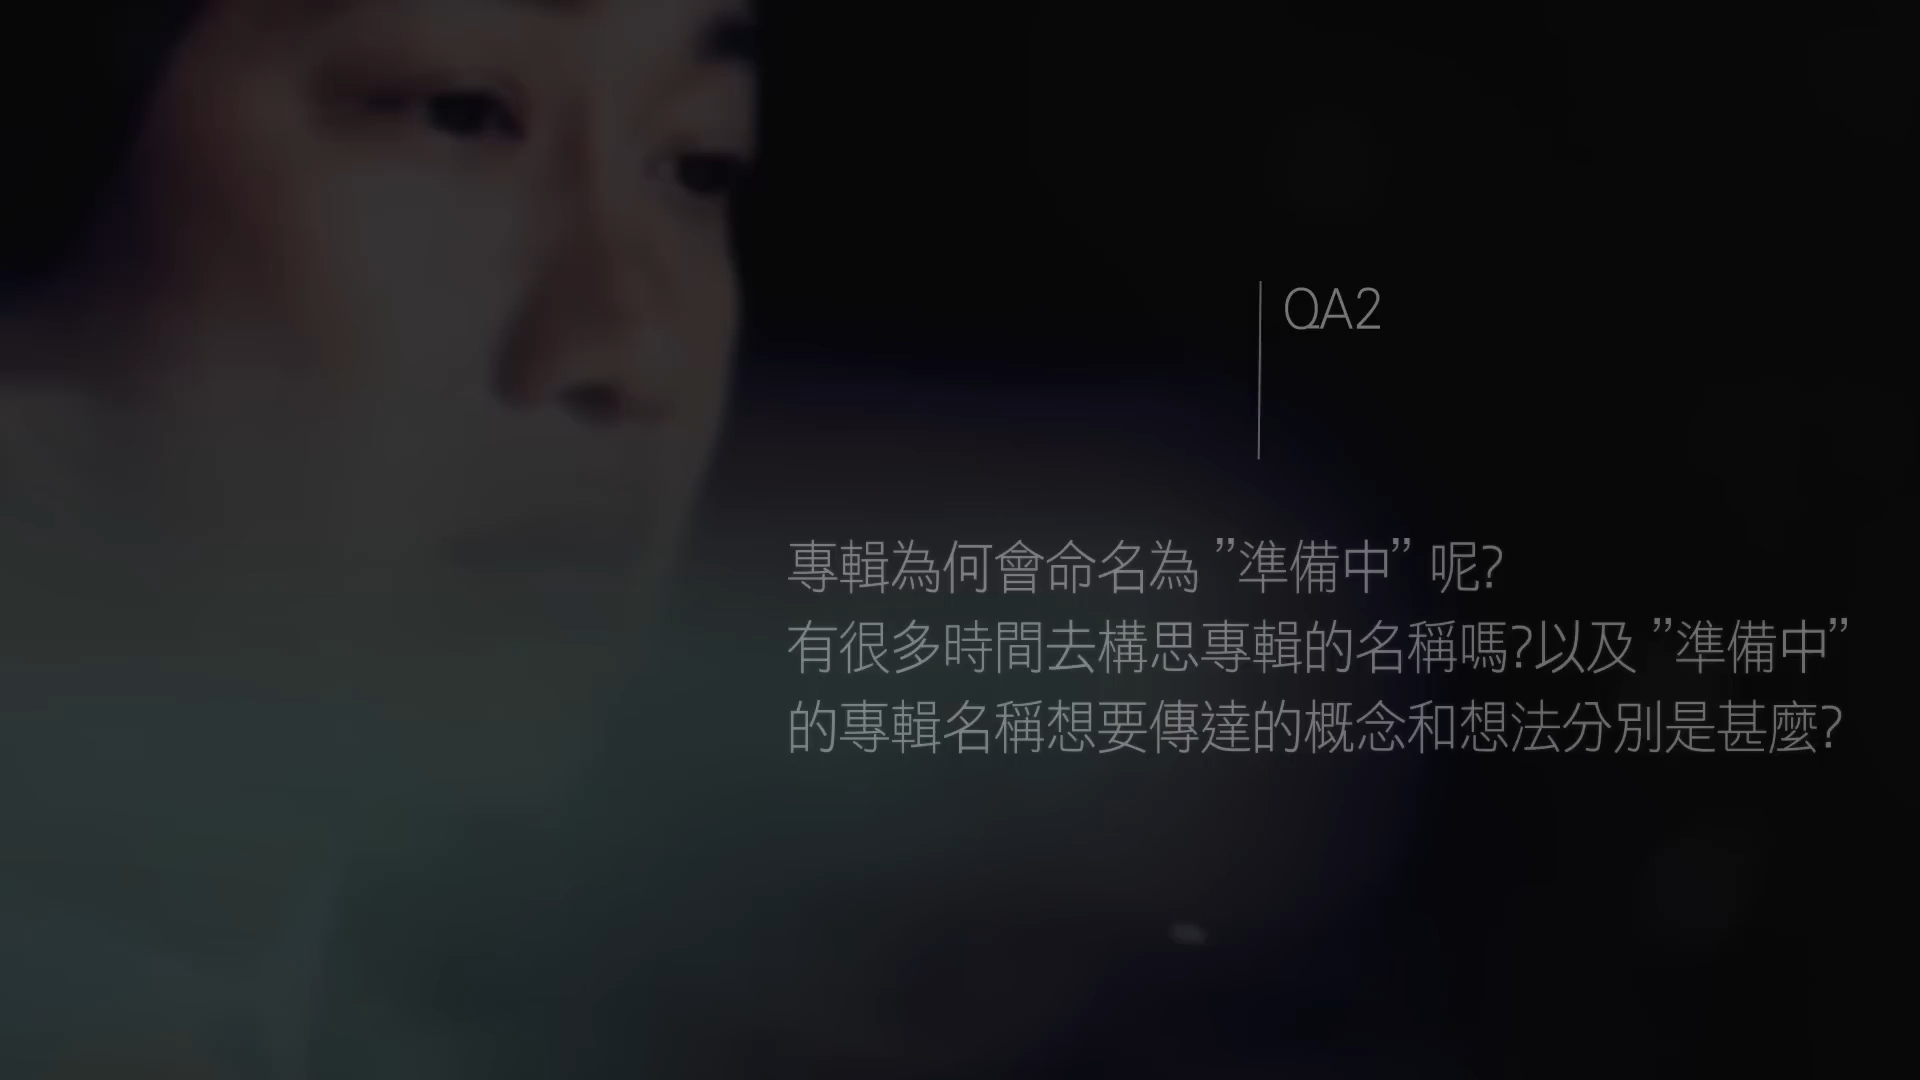 QA2
專輯為何會命名為 ”準備中” 呢?
有很多時間去構思專輯的名稱嗎?以及 ”準備中”
的專輯名稱想要傳達的概念和想法分別是甚麼?